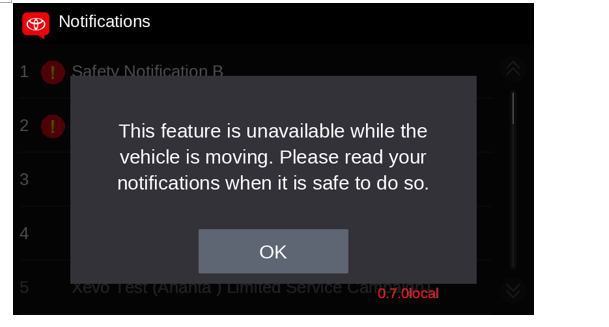 Notifications
1 Safety Notification B
2
This feature is unavailable while the
vehicle is moving. Please read your
notifications when it is safe to do so.
3
4
OK
5 Xevo Test (Ananta ) Limited Service Campaign
0.7.0local